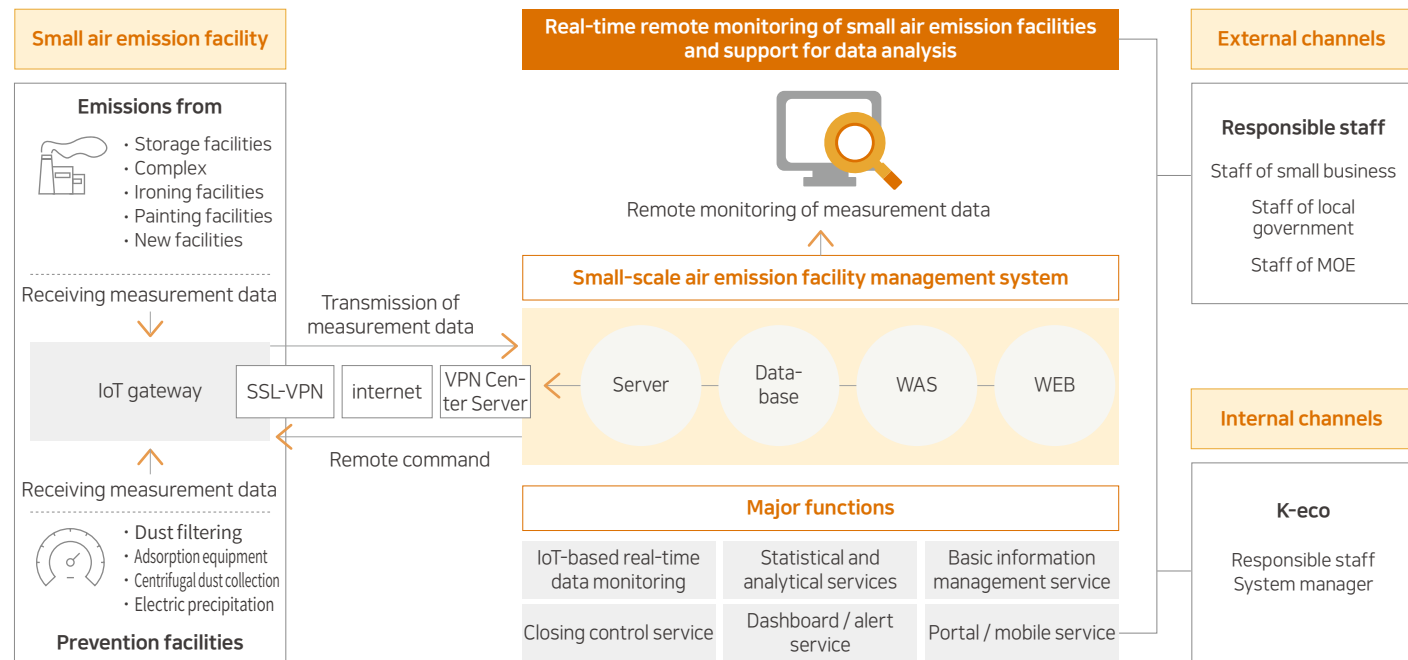 Small air emission facility
Emissions from
· Storage facilities
· Complex
· Ironing facilities
· Painting facilities
· New facilities
Receiving measurement data
IoT gateway
Receiving measurement data
· Dust filtering
· Adsorption equipment
· Centrifugal dust collection
· Electric precipitation
Prevention facilities
Transmission of
measurement data
SSL-VPN
internet
VPN Cen-
ter Server
Remote command
Real-time remote monitoring of small air emission facilities
and support for data analysis
Remote monitoring of measurement data
Small-scale air emission facility management system
Server
Data-
base
WAS
WEB
Major functions
IoT-based real-time
data monitoring
Statistical and
analytical services
Basic information
management service
Closing control service
Dashboard / alert
service
Portal / mobile service
External channels
Responsible staff
Staff of small business
Staff of local
government
Staff of MOE
Internal channels
K-eco
Responsible staff
System manager